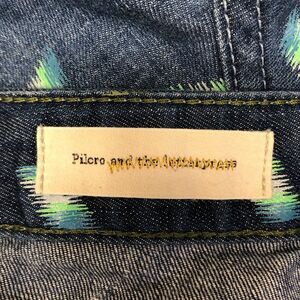 Pilcro and the letterpress